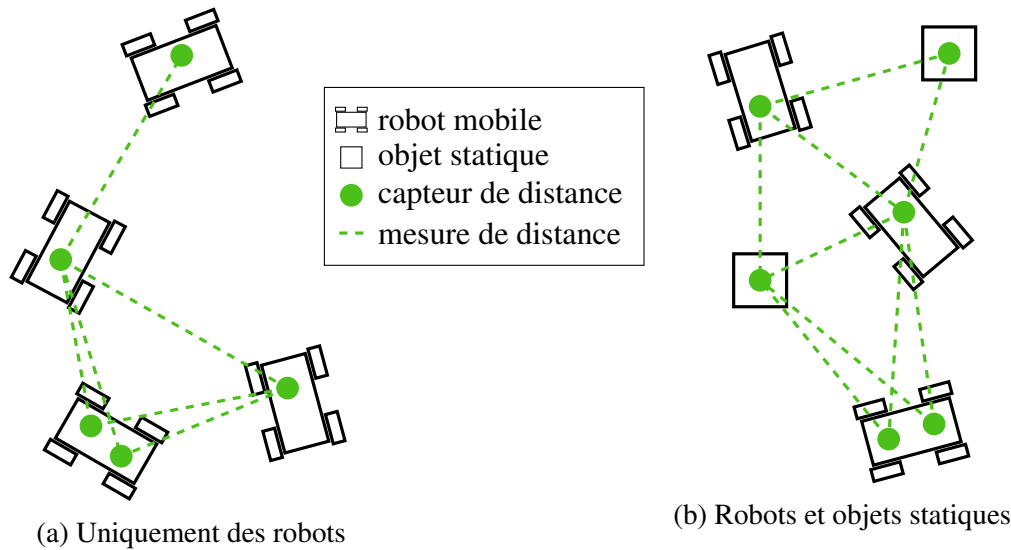 robot mobile
objet statique
capteur de distance
mesure de distance
(a) Uniquement des robots
(b) Robots et objets statiques